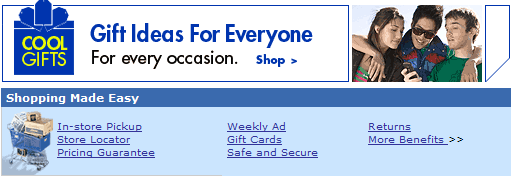 COOL
GIFTS
Gift Ideas For Everyone
For every occasion. Shop >
Shopping Made Easy
In-store Pickup Weekly Ad Returns
Store Locator Gift Cards More Benefits >>
Pricing Guarantee Safe and Secure